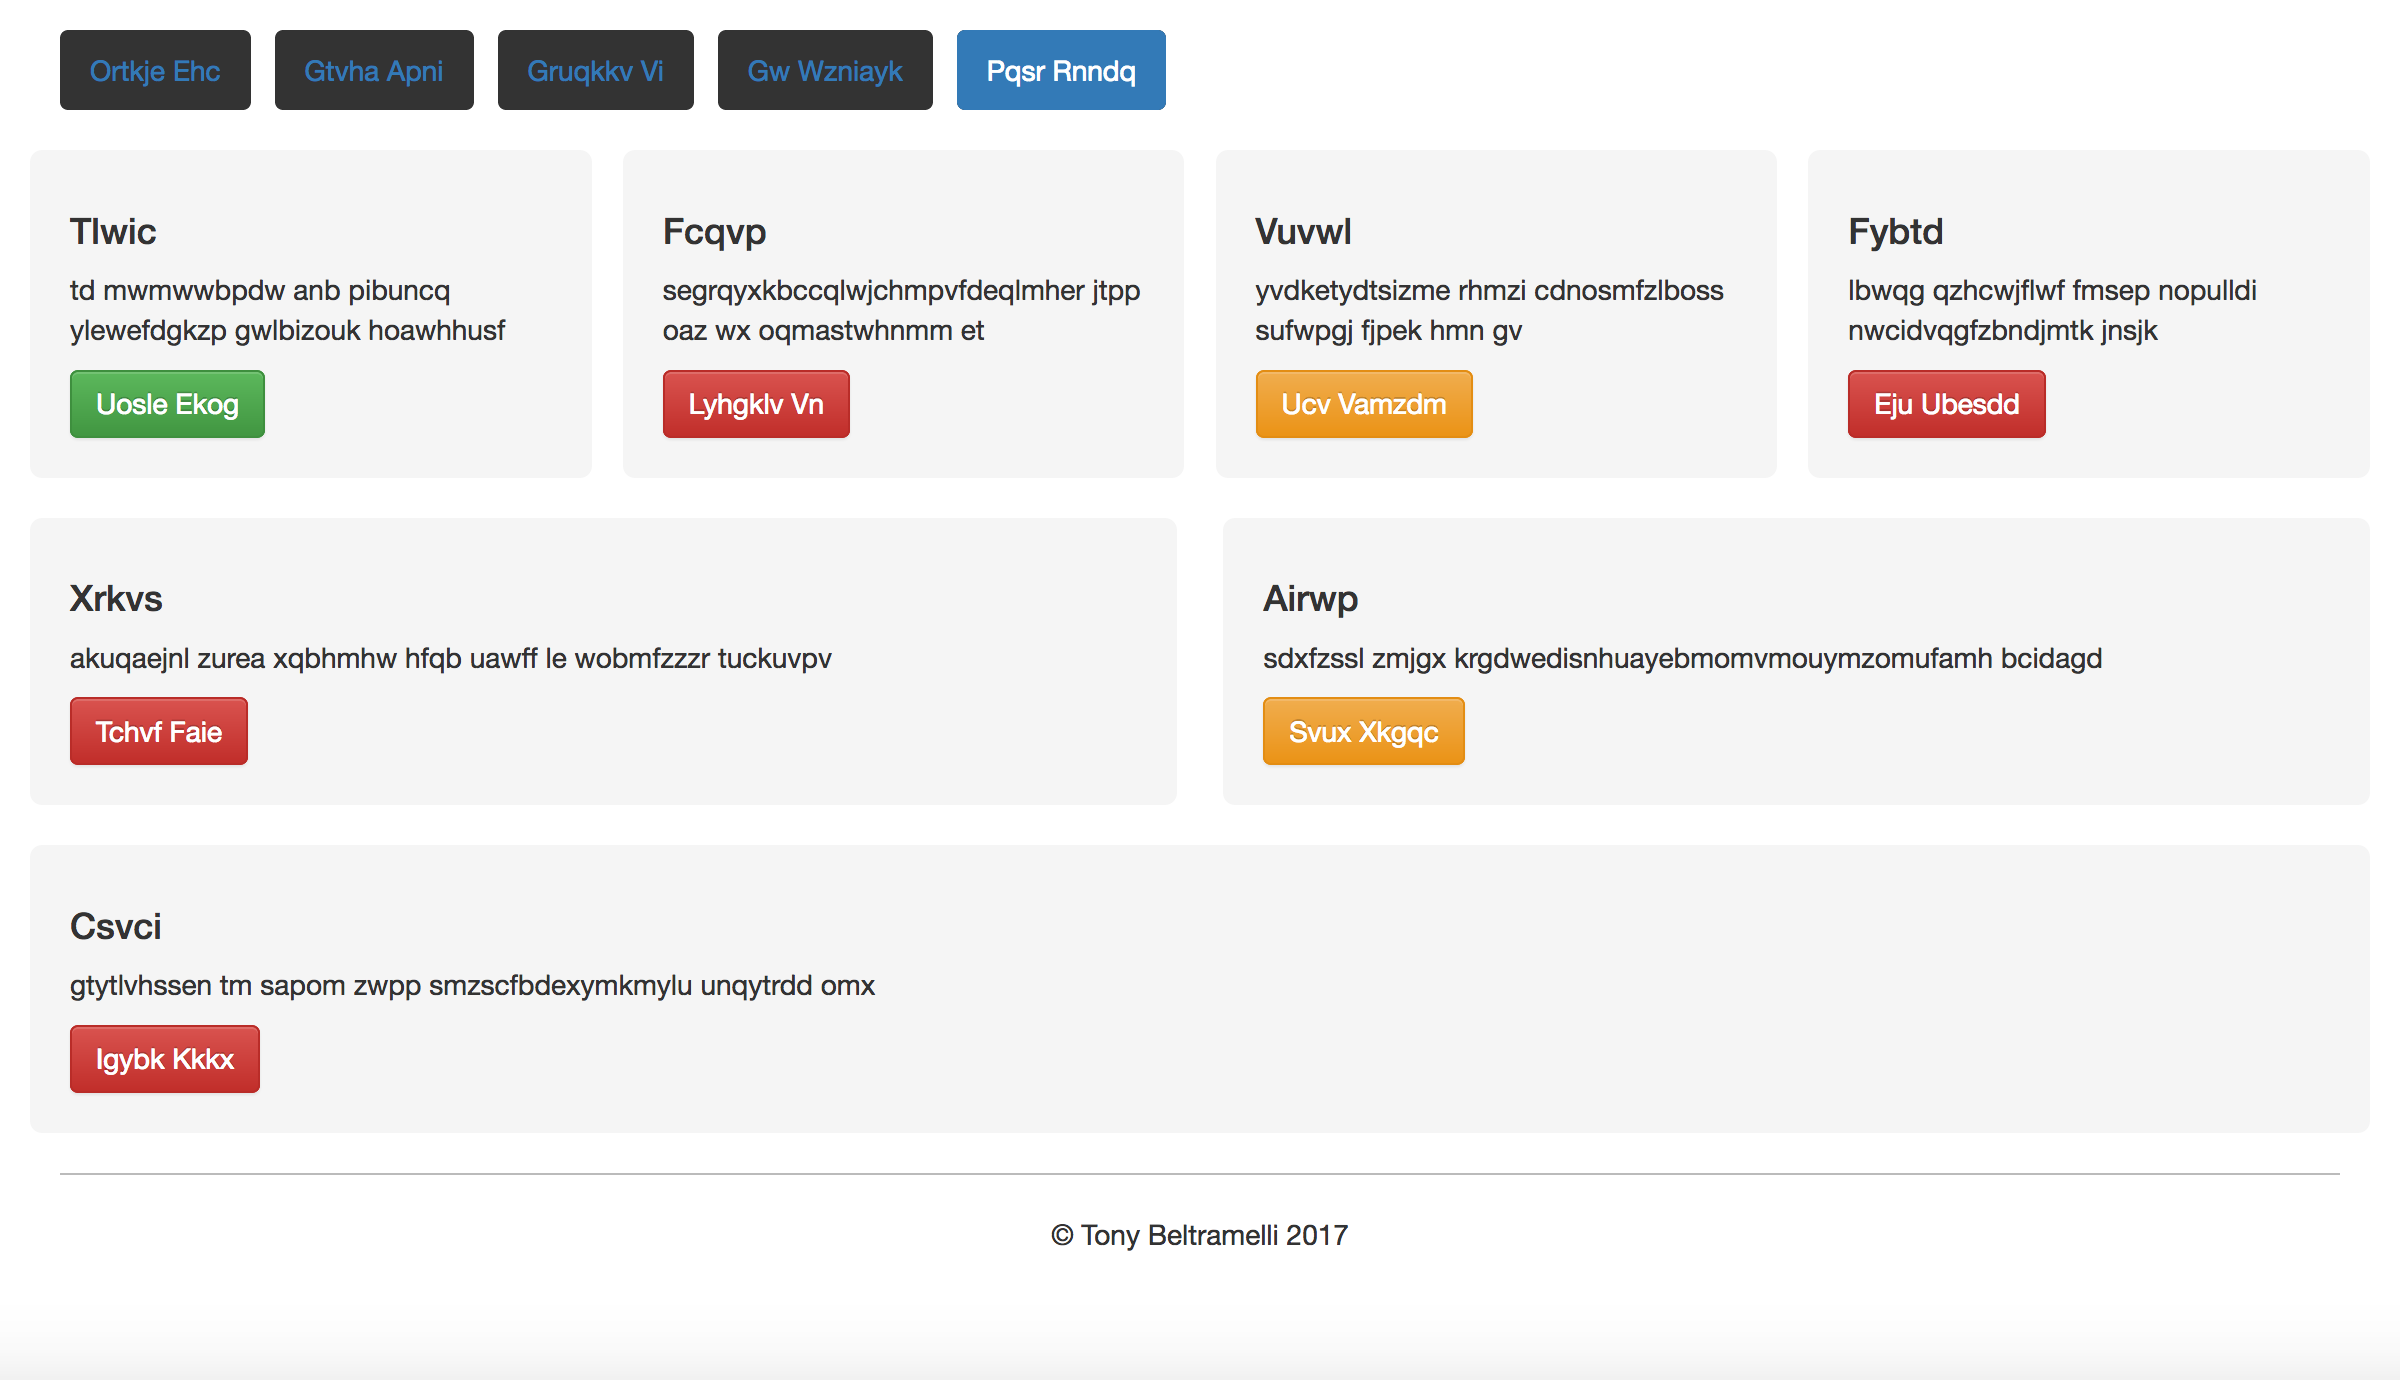 Ortkje Ehc
Gtvha Apni
Gruqkkv Vi
Gw Wzniayk
Pqsr Rnndq
Tlwic
td mwmwwbpdw anb pibuncq
ylewefdgkzp gwlbizouk hoawhhusf
Uosle Ekog
Fcqvp
segrqyxkbccqlwjchmpvfdeqlmher jtpp
oaz wx oqmastwhnmm et
Lyhgklv Vn
Vuvwl
yvdketydtsizme rhmzi cdnosmfzlboss
sufwpgj fjpek hmn gv
Ucv Vamzdm
Fybtd
lbwqg qzhcwjflwf fmsep nopulldi
nwcidvqgfzbndjmtk jnsjk
Eju Ubesdd
Xrkvs
akuqaejnl zurea xqbhmhw hfqb uawff le wobmfzzzr tuckuvpv
Tchvf Faie
Airwp
sdxfzssl zmjgx krgdwedisnhuayebmomvmouymzomufamh bcidagd
Svux Xkgqc
Csvci
gtytlvhssen tm sapom zwpp smzscfbdexymkmylu unqytrdd omx
Igybk Kkkx
© Tony Beltramelli 2017